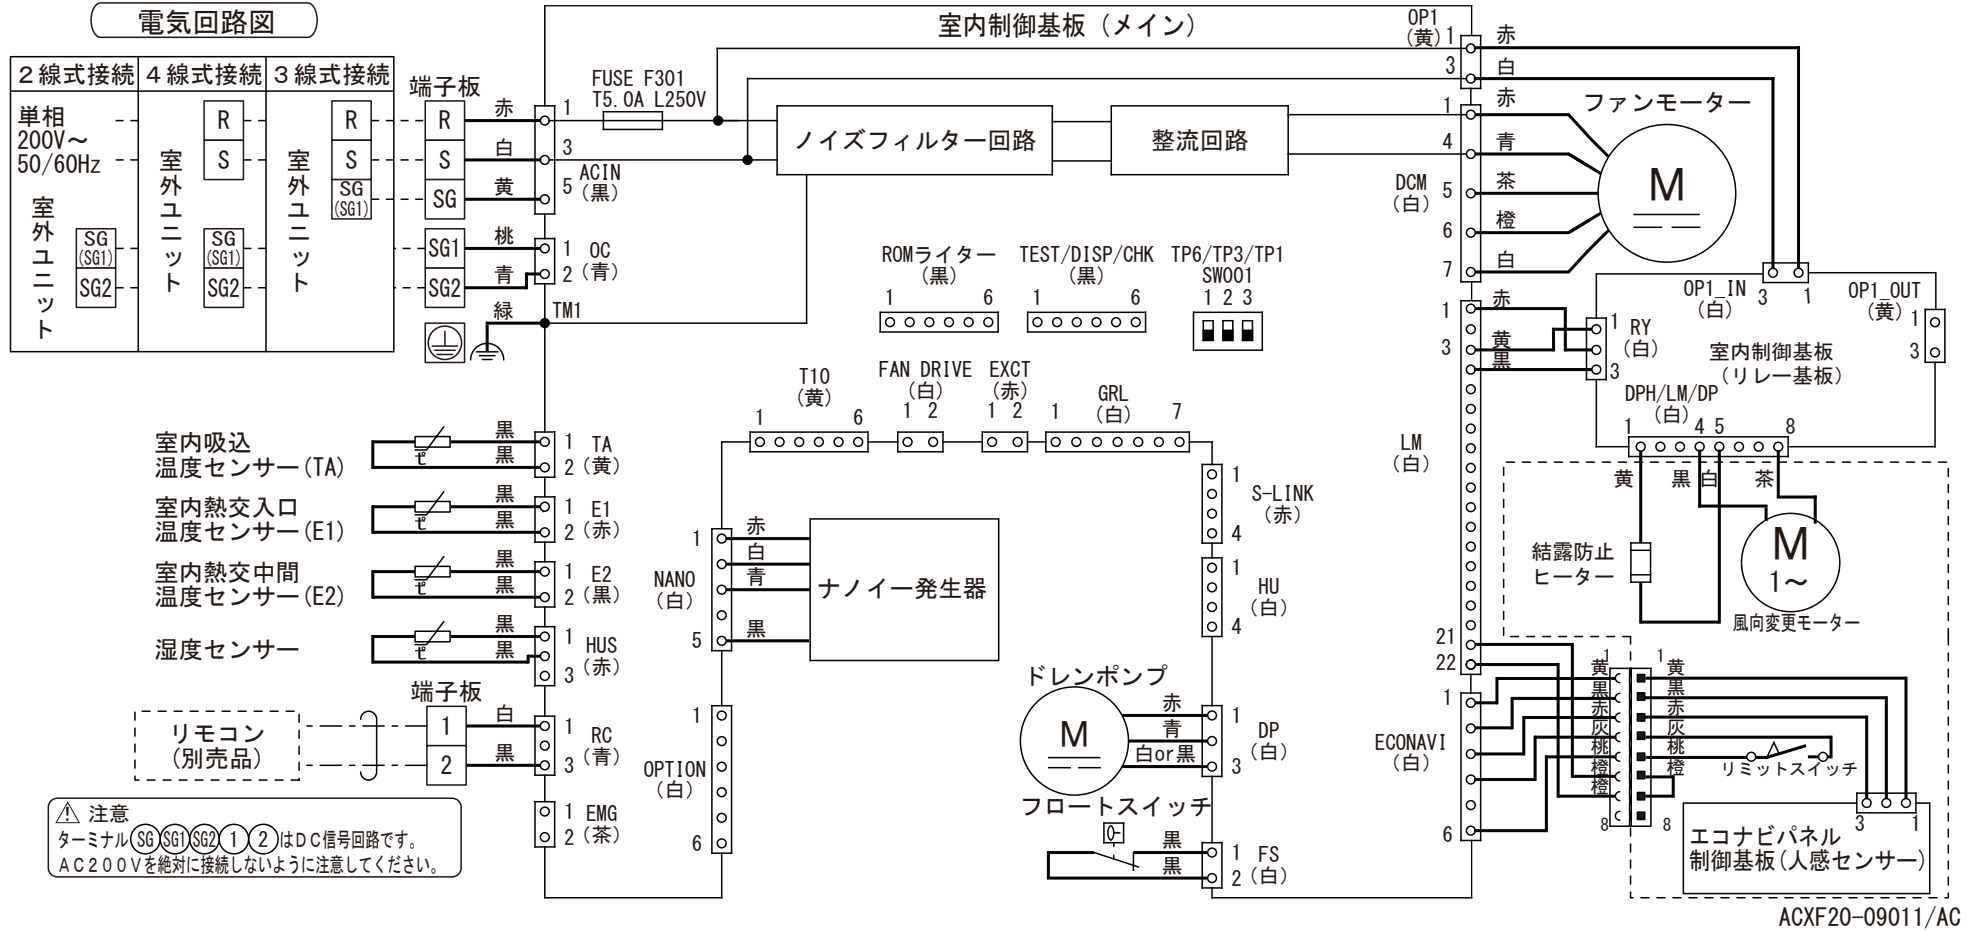 電気回路図
室内制御基板（メイン）
2線式接続
4線式接続
3線式接続
端子板
単相
200V～
50/60Hz
室外ユニット
SG
(SG1)
SG2
R
S
室外ユニット
SG
(SG1)
SG2
R
S
SG
(SG1)
室外ユニット
R
S
SG
SG1
SG2
赤
白
黄
桃
青
緑
1
3
5
ACIN
(黒)
1
2
OC
(青)
TM1
FUSE F301
T5.0A L250V
ノイズフィルター回路
整流回路
OP1
(黄)
1
3
赤
白
1
4
5
6
7
DCM
(白)
赤
青
茶
橙
白
ファンモーター
M
ROMライター
(黒)
1 6
TEST/DISP/CHK
(黒)
1 6
TP6/TP3/TP1
SW001
1 2 3
OP1_IN
(白)
3 1
OP1_OUT
(黄)
1
3
1
3
RY
(白)
室内制御基板
(リレー基板)
DPH/LM/DP
(白)
1 4 5 8
黄 黒 白 茶
結露防止
ヒーター
M
1～
風向変更モーター
1
3
赤
黄
黒
LM
(白)
21
22
T10
(黄)
1 6
FAN DRIVE
(白)
1 2
EXCT
(赤)
1 2
GRL
(白)
1 7
室内吸込
温度センサー(TA)
ｾﾋﾟ
黒
黒
1
2
TA
(黄)
室内熱交入口
温度センサー(E1)
黒
黒
1
2
E1
(赤)
室内熱交中間
温度センサー(E2)
黒
黒
1
2
E2
(黒)
湿度センサー
黒
黒
1
3
HUS
(赤)
端子板
リモコン
(別売品)
1
2
白
黒
1
3
RC
(青)
1
2
EMG
(茶)
1
5
NANO
(白)
赤
白
青
黒
ナノイー発生器
1
6
OPTION
(白)
1
4
S-LINK
(赤)
1
4
HU
(白)
ドレンポンプ
M
赤
青
白or黒
1
3
DP
(白)
フロートスイッチ
黒
黒
1
2
FS
(白)
1
6
ECONAVI
(白)
1
黄
黒
赤
灰
桃
橙
橙
8
1
黄
黒
赤
灰
桃
橙
8
リミットスイッチ
3 1
エコナビパネル
制御基板(人感センサー)
注意
ターミナル SG SG1 SG2 1 2 はDC信号回路です。
AC200Vを絶対に接続しないように注意してください。
ACXF20-09011/AC